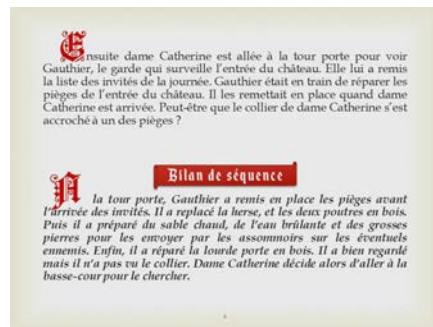 Ensuite dame Catherine est allée à la tour porte pour voir
Gauthier, le garde qui surveille l'entrée du château. Elle lui a remis
la liste des invités de la journée. Gauthier était en train de réparer les
pièges de l'entrée du château. Il les remettait en place quand dame
Catherine est arrivée. Peut-être que le collier de dame Catherine s'est
accroché à un des pièges ?
Bilan de séquence
A la tour porte, Gauthier a remis en place les pièges avant
l'arrivée des invités. Il a replacé la herse, et les deux poutres en bois.
Puis il a préparé du sable chaud, de l'eau brûlante et des grosses
pierres pour les envoyer par les assommoirs sur les éventuels
ennemis. Enfin, il a réparé la lourde porte en bois. Il a bien regardé
mais il n'a pas vu le collier. Dame Catherine décide alors d'aller à la
basse-cour pour le chercher.